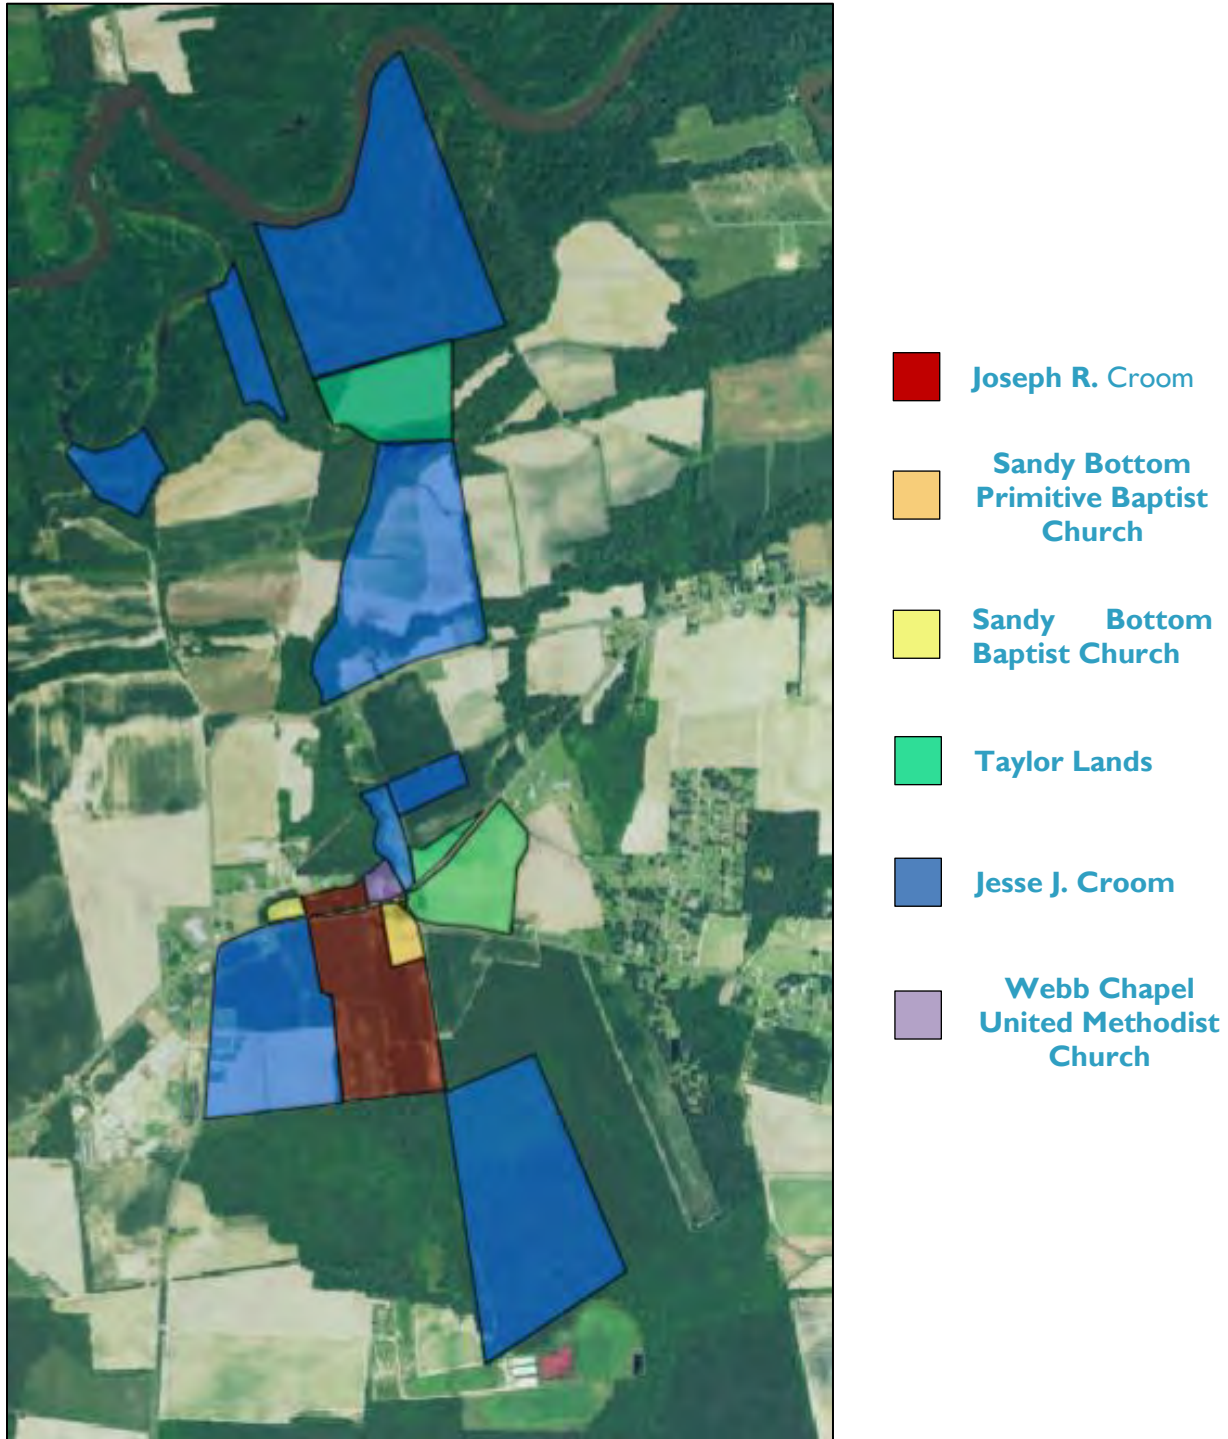 Joseph R. Croom
Sandy Bottom
Primitive Baptist
Church
Sandy Bottom
Baptist Church
Taylor Lands
Jesse J. Croom
Webb Chapel
United Methodist
Church